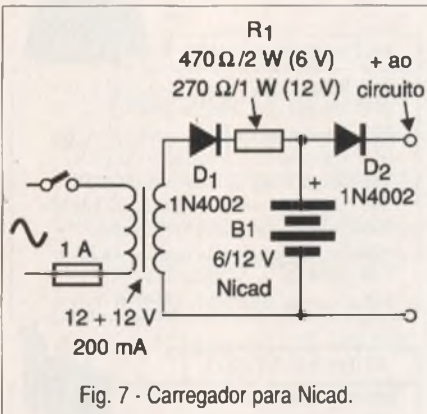 R1
470 Ω/2 W (6 V)
270 Ω/1 W (12 V)
+ ao
circuito
D1
1N4002
D2
1N4002
+
B1
6/12 V
Nicad
1 A
12 + 12 V
200 mA
Fig. 7 - Carregador para Nicad.